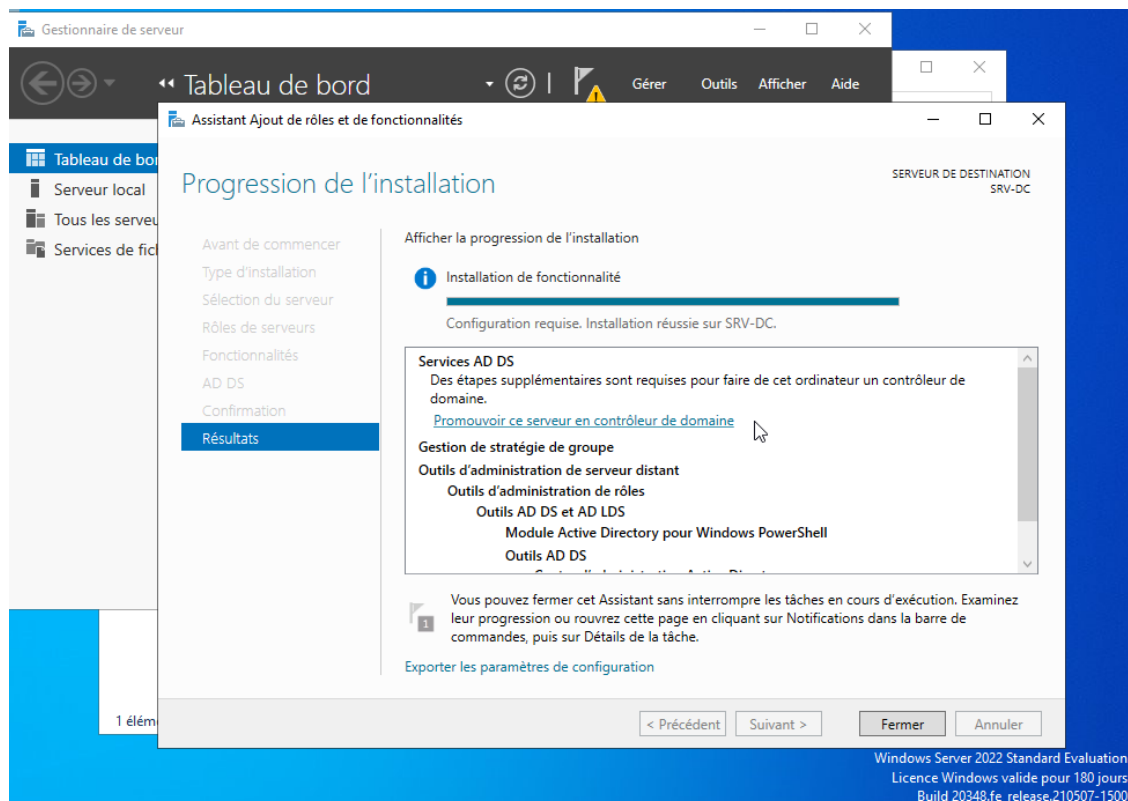 Gestionnaire de serveur
Tableau de bord
Gérer Outils Afficher Aide
Assistant Ajout de rôles et de fonctionnalités
Tableau de bor
Serveur local
Tous les serveu
Services de fic
Progression de l'installation
SERVEUR DE DESTINATION
SRV-DC
Avant de commencer
Type d'installation
Sélection du serveur
Rôles de serveurs
Fonctionnalités
AD DS
Confirmation
Résultats
Afficher la progression de l'installation
Installation de fonctionnalité
Configuration requise. Installation réussie sur SRV-DC.
Services AD DS
Des étapes supplémentaires sont requises pour faire de cet ordinateur un contrôleur de
domaine.
Promouvoir ce serveur en contrôleur de domaine
Gestion de stratégie de groupe
Outils d'administration de serveur distant
Outils d'administration de rôles
Outils AD DS et AD LDS
Module Active Directory pour Windows PowerShell
Outils AD DS
1
Vous pouvez fermer cet Assistant sans interrompre les tâches en cours d'exécution. Examinez
leur progression ou rouvrez cette page en cliquant sur Notifications dans la barre de
commandes, puis sur Détails de la tâche.
Exporter les paramètres de configuration
1 élém
< Précédent Suivant > Fermer Annuler
Windows Server 2022 Standard Evaluation
Licence Windows valide pour 180 jours
Build 20348.fe_release.210507-1500